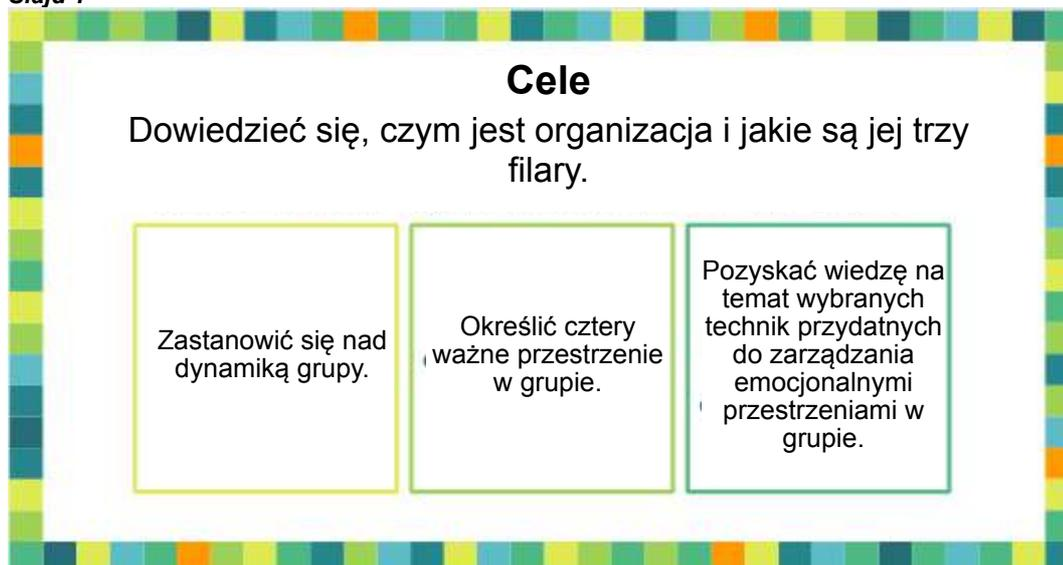 Cele
Dowiedzieć się, czym jest organizacja i jakie są jej trzy
filary.
Zastanowić się nad
dynamiką grupy.
Określić cztery
ważne przestrzenie
w grupie.
Pozyskać wiedzę na
temat wybranych
technik przydatnych
do zarządzania
emocjonalnymi
przestrzeniami w
grupie.